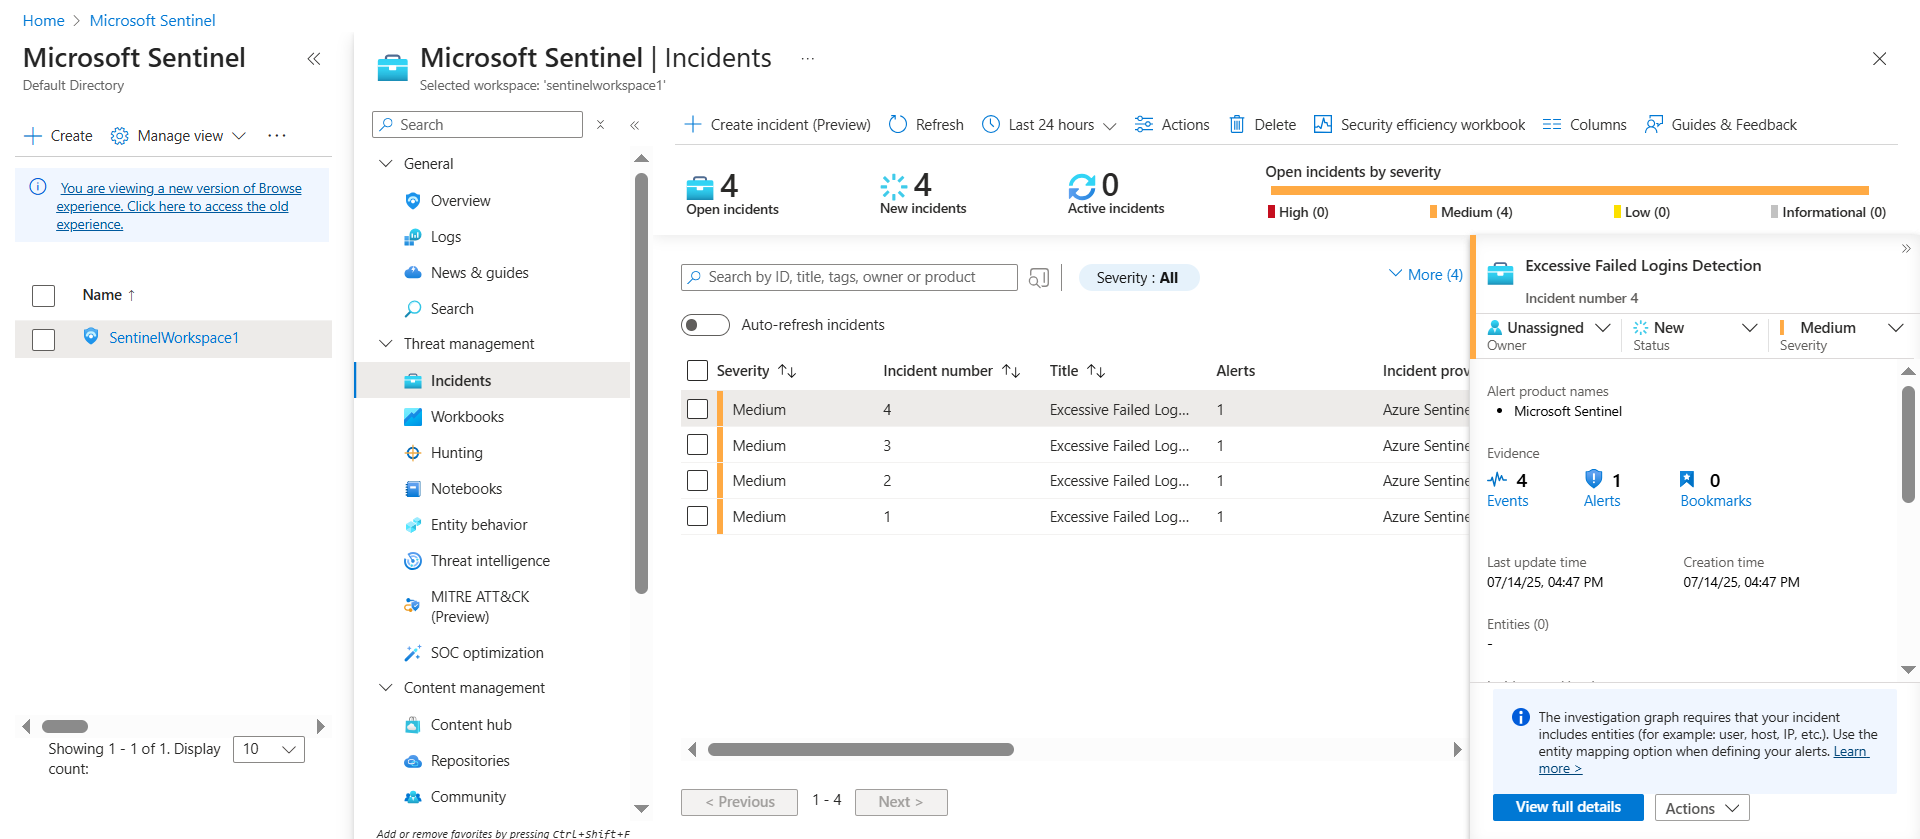 Home > Microsoft Sentinel
Microsoft Sentinel «
Default Directory
+ Create Manage view ...
You are viewing a new version of Browse
experience. Click here to access the old
experience.
Name ↑
SentinelWorkspace1
Showing 1 - 1 of 1. Display
count:
10
Microsoft Sentinel | Incidents ...
Selected workspace: 'sentinelworkspace1'
Search
General
Overview
Logs
News & guides
Search
Threat management
Incidents
Workbooks
Hunting
Notebooks
Entity behavior
Threat intelligence
MITRE ATT&CK
(Preview)
SOC optimization
Content management
Content hub
Repositories
Community
Add or remove favorites by pressing Ctrl+Shift+F
+ Create incident (Preview) Refresh Last 24 hours Actions Delete Security efficiency workbook Columns Guides & Feedback
4
Open incidents
4
New incidents
0
Active incidents
Open incidents by severity
High (0) Medium (4) Low (0) Informational (0)
Search by ID, title, tags, owner or product
Severity : All
More (4)
Auto-refresh incidents
Severity ↑↓ Incident number ↑↓ Title ↑↓ Alerts Incident prov
Medium 4 Excessive Failed Log... 1 Azure Sentine
Medium 3 Excessive Failed Log... 1 Azure Sentine
Medium 2 Excessive Failed Log... 1 Azure Sentine
Medium 1 Excessive Failed Log... 1 Azure Sentine
< Previous 1 - 4 Next >
»
Excessive Failed Logins Detection
Incident number 4
Unassigned New Medium
Owner Status Severity
Alert product names
• Microsoft Sentinel
Evidence
4 1 0
Events Alerts Bookmarks
Last update time Creation time
07/14/25, 04:47 PM 07/14/25, 04:47 PM
Entities (0)
-
The investigation graph requires that your incident
includes entities (for example: user, host, IP, etc.). Use the
entity mapping option when defining your alerts. Learn
more >
View full details Actions